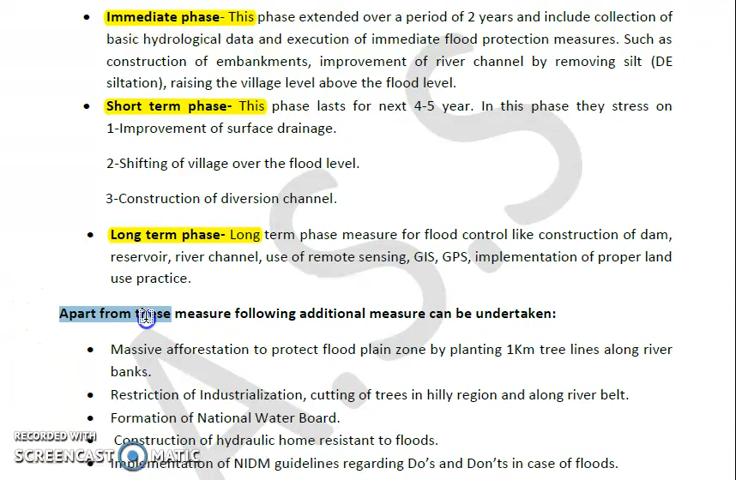 Immediate phase- This phase extended over a period of 2 years and include collection of
basic hydrological data and execution of immediate flood protection measures. Such as
construction of embankments, improvement of river channel by removing silt (DE
siltation), raising the village level above the flood level.
Short term phase- This phase lasts for next 4-5 year. In this phase they stress on
1-Improvement of surface drainage.
2-Shifting of village over the flood level.
3-Construction of diversion channel.
Long term phase- Long term phase measure for flood control like construction of dam,
reservoir, river channel, use of remote sensing, GIS, GPS, implementation of proper land
use practice.
Apart from these measure following additional measure can be undertaken:
Massive afforestation to protect flood plain zone by planting 1Km tree lines along river
banks.
Restriction of Industrialization, cutting of trees in hilly region and along river belt.
Formation of National Water Board.
Construction of hydraulic home resistant to floods.
Implementation of NIDM guidelines regarding Do's and Don'ts in case of floods.
RECORDED WITH
SCREENCAST MATIC
A.S.S